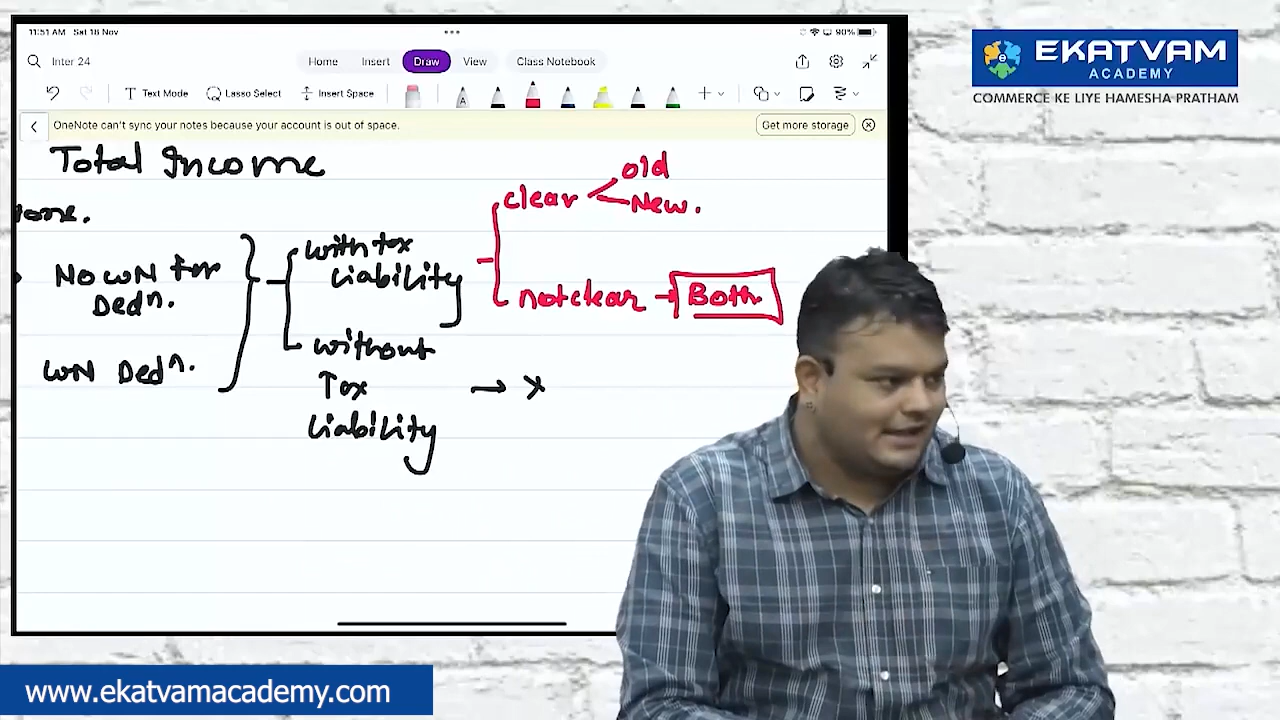 11:51 AM Sat 18 Nov
90%
Inter 24
Home Insert Draw View Class Notebook
Text Mode Lasso Select Insert Space
OneNote can't sync your notes because your account is out of space.
Get more storage
Total Income
clear
old
New.
No WN for
Dedⁿ.
WN Dedⁿ.
with tax
liability
not clear → Both
without
Tax → x
liability
EKATVAM
ACADEMY
COMMERCE KE LIYE HAMESHA PRATHAM
www.ekatvamacademy.com